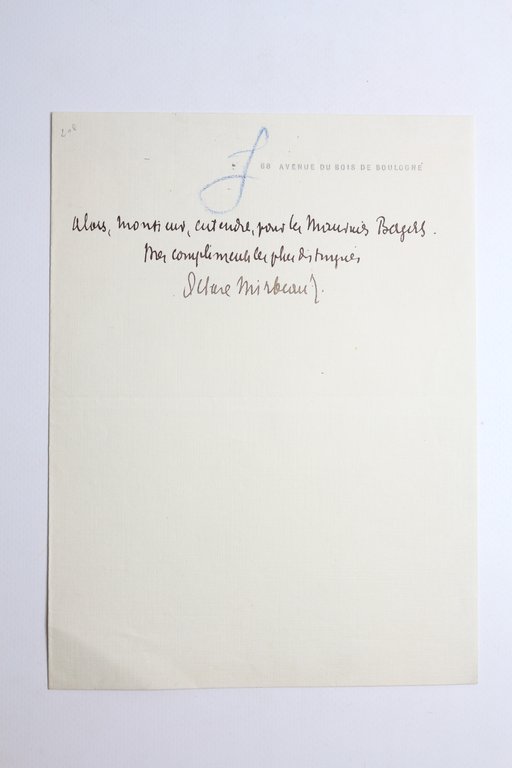 68 AVENUE DU BOIS DE BOULOGNE
Alors, Monsieur, entendu, pour les Mauvais Bergers.
Mes compliments les plus distingués
Octave Mirbeau